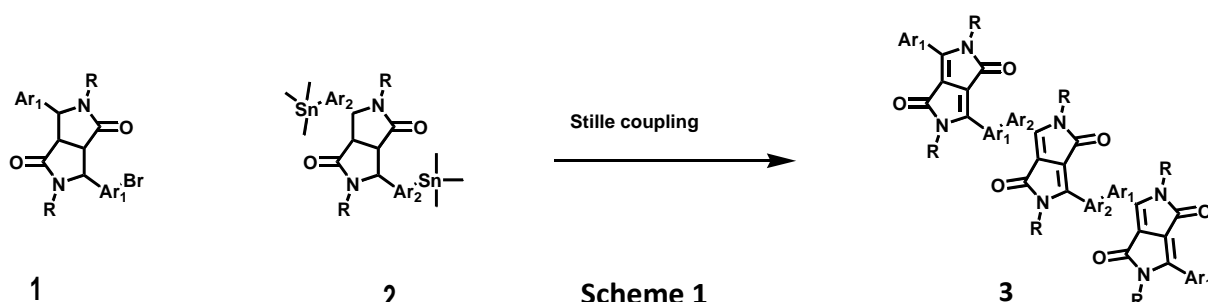 Ar1 N R O O N R Ar1 Br
1
Sn Ar2 R N O O N R Ar2 Sn
2
Stille coupling
Scheme 1
Ar1 N R O O N R Ar1 Ar2 R N O O N R Ar2 Ar1 R N O O N R Ar1
3